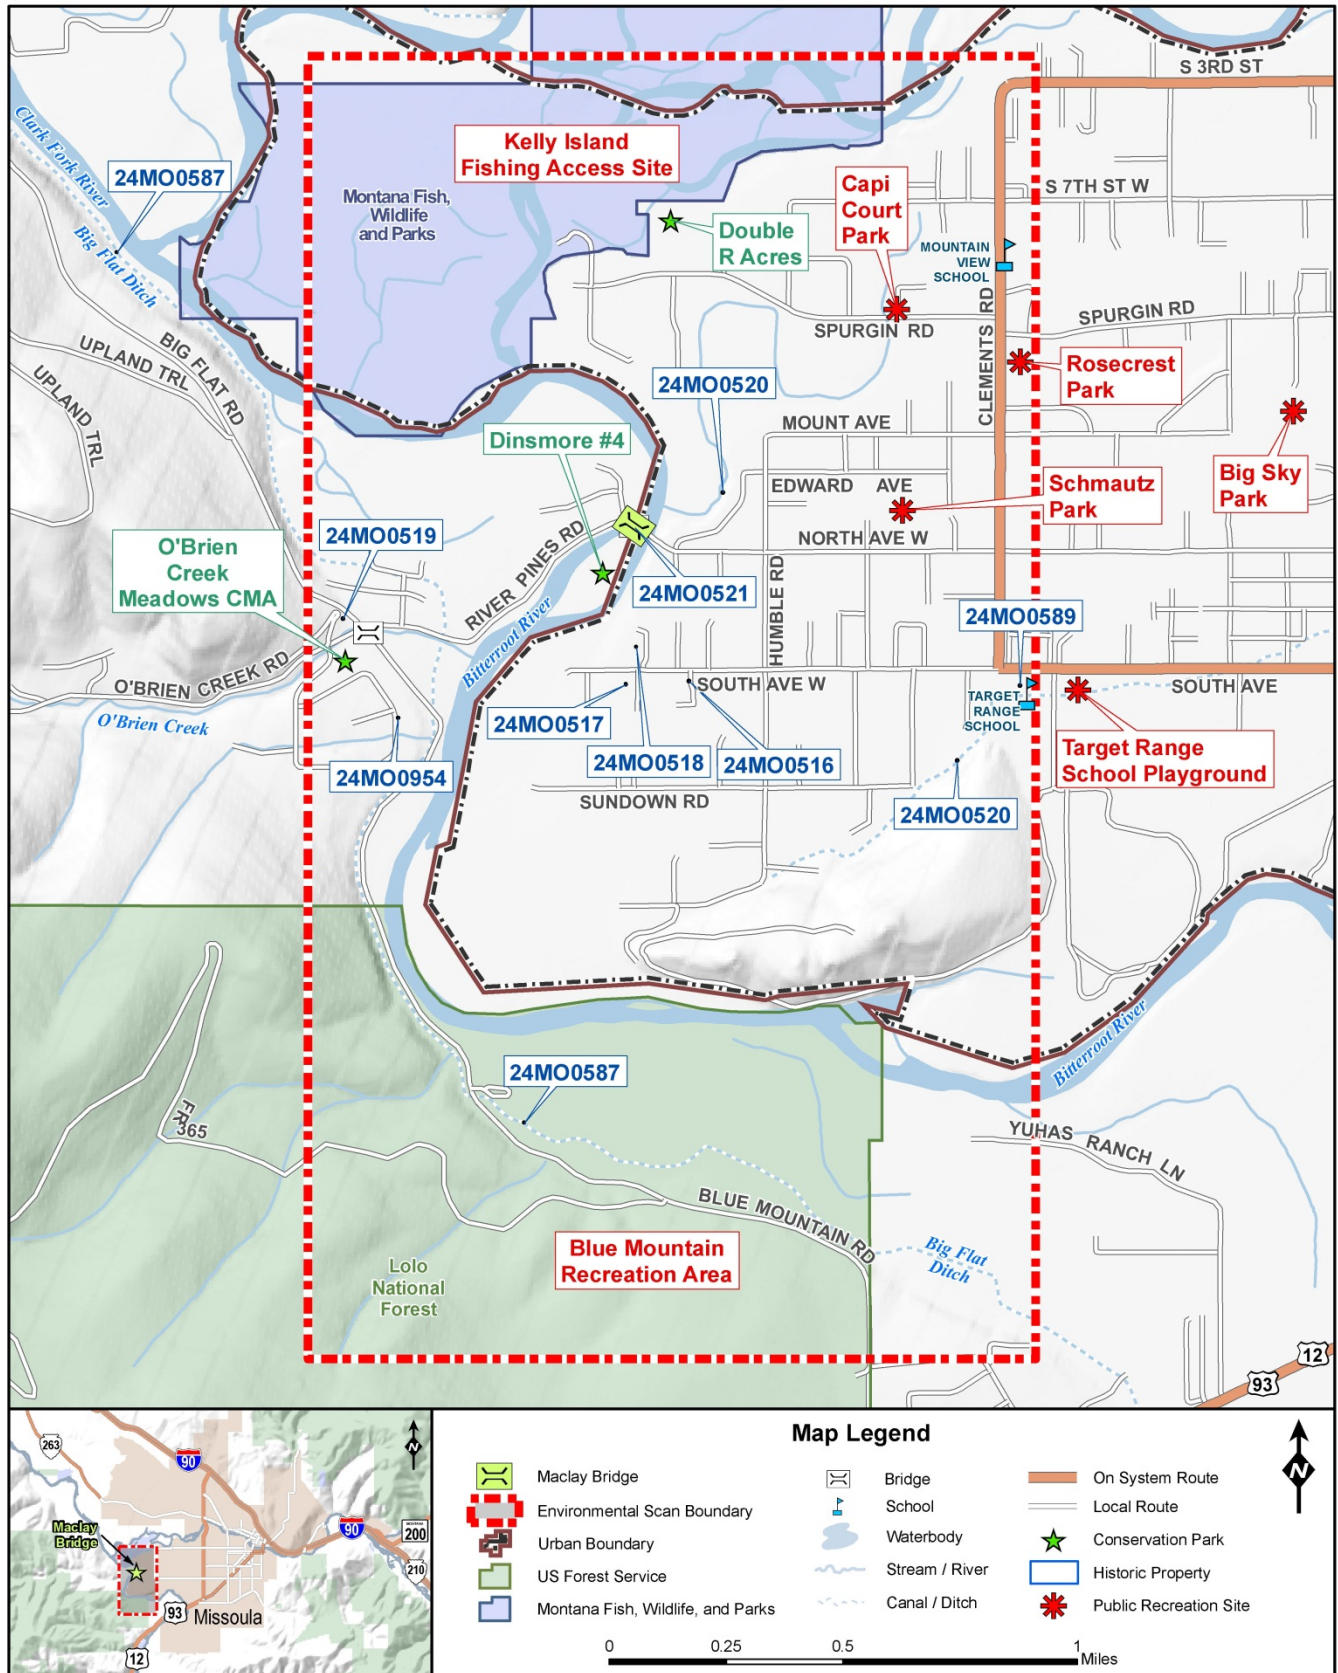 S 3RD ST
Clark Fork River
24MO0587
Kelly Island
Fishing Access Site
Montana Fish,
Wildlife
and Parks
Capi
Court
Park
S 7TH ST W
Double
R Acres
MOUNTAIN
VIEW
SCHOOL
Big Flat Ditch
SPURGIN RD
SPURGIN RD
CLEMENTS RD
UPLAND TRL
BIG FLAT RD
UPLAND TRL
Rosecrest
Park
24MO0520
MOUNT AVE
Dinsmore #4
EDWARD AVE
Schmautz
Park
Big Sky
Park
NORTH AVE W
24MO0519
O'Brien
Creek
Meadows CMA
RIVER PINES RD
24MO0521
HUMBLE RD
24MO0589
Bitterroot River
O'BRIEN CREEK RD
O'Brien Creek
SOUTH AVE W
SOUTH AVE
TARGET
RANGE
SCHOOL
24MO0517
24MO0518
24MO0516
24MO0954
Target Range
School Playground
SUNDOWN RD
24MO0520
Bitterroot River
24MO0587
FR 365
YUHAS RANCH LN
BLUE MOUNTAIN RD
Blue Mountain
Recreation Area
Big Flat
Ditch
Lolo
National
Forest
12
93
263
90
Maclay
Bridge
90
MONTANA
200
210
93
Missoula
12
N
Map Legend
Maclay Bridge
Environmental Scan Boundary
Urban Boundary
US Forest Service
Montana Fish, Wildlife, and Parks
Bridge
School
Waterbody
Stream / River
Canal / Ditch
On System Route
Local Route
Conservation Park
Historic Property
Public Recreation Site
N
0 0.25 0.5 1
Miles